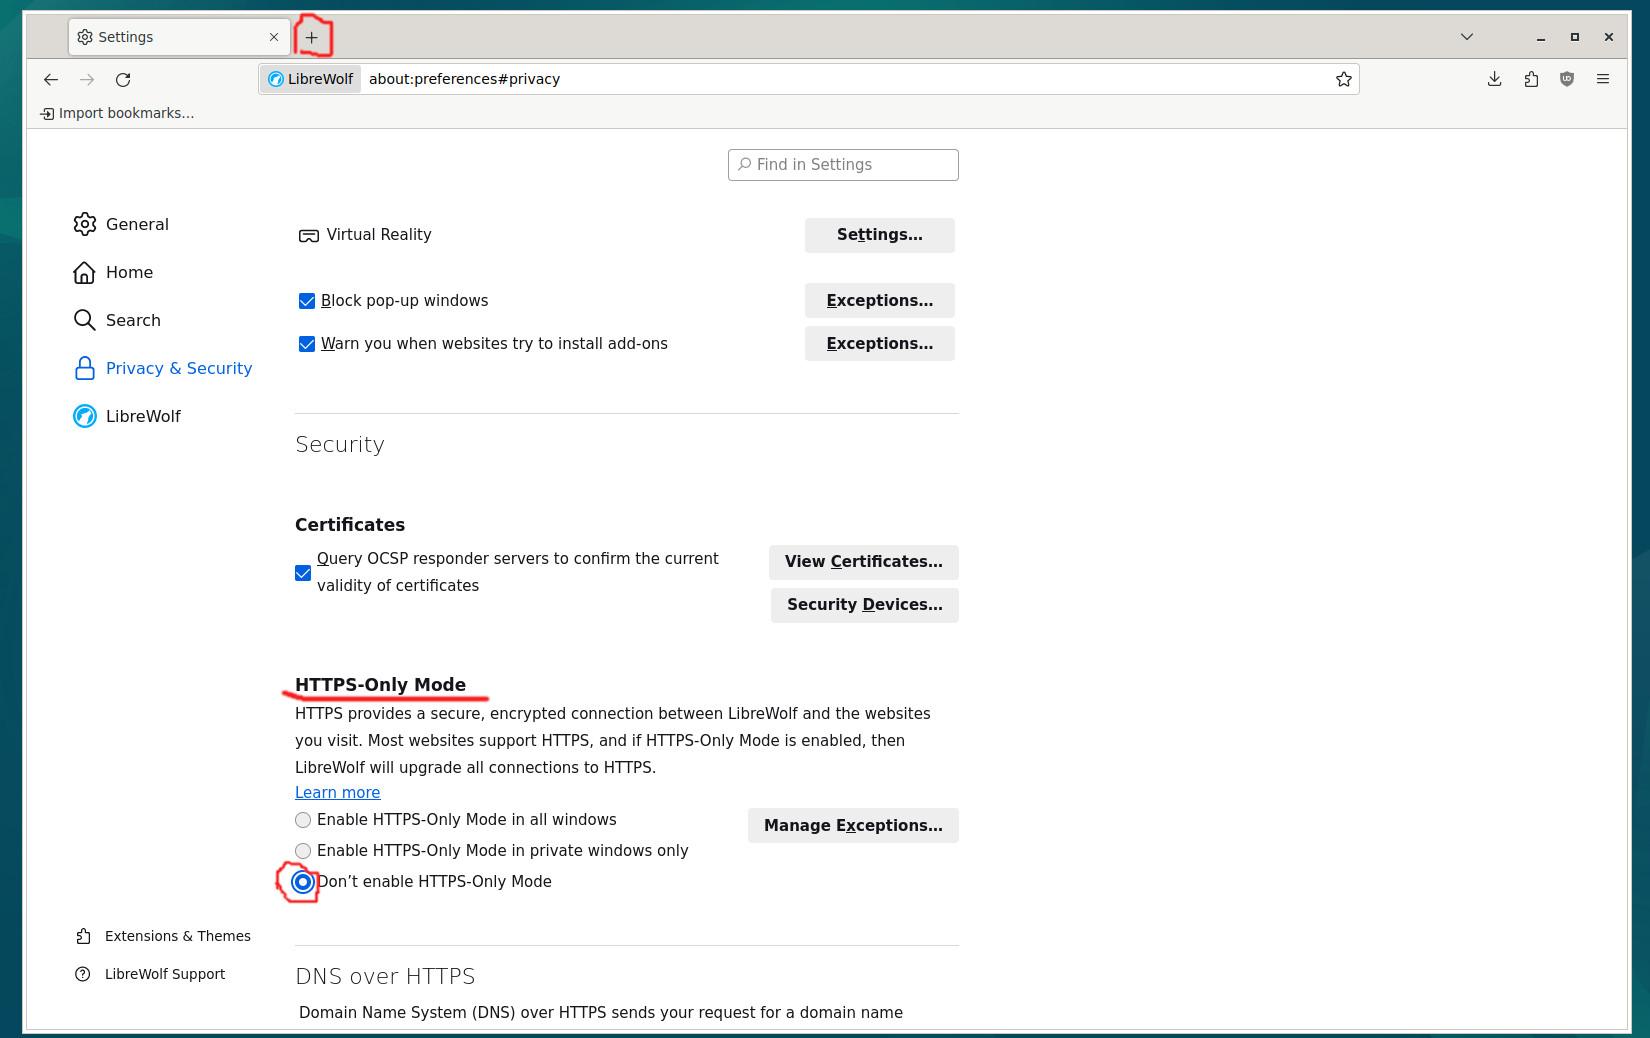 Settings
LibreWolf about:preferences#privacy
Import bookmarks…
Find in Settings
General
Home
Search
Privacy & Security
LibreWolf
Virtual Reality Settings…
Block pop-up windows Exceptions…
Warn you when websites try to install add-ons Exceptions…
Security
Certificates
Query OCSP responder servers to confirm the current
validity of certificates
View Certificates…
Security Devices…
HTTPS-Only Mode
HTTPS provides a secure, encrypted connection between LibreWolf and the websites
you visit. Most websites support HTTPS, and if HTTPS-Only Mode is enabled, then
LibreWolf will upgrade all connections to HTTPS.
Learn more
Enable HTTPS-Only Mode in all windows Manage Exceptions…
Enable HTTPS-Only Mode in private windows only
Don’t enable HTTPS-Only Mode
Extensions & Themes
LibreWolf Support
DNS over HTTPS
Domain Name System (DNS) over HTTPS sends your request for a domain name